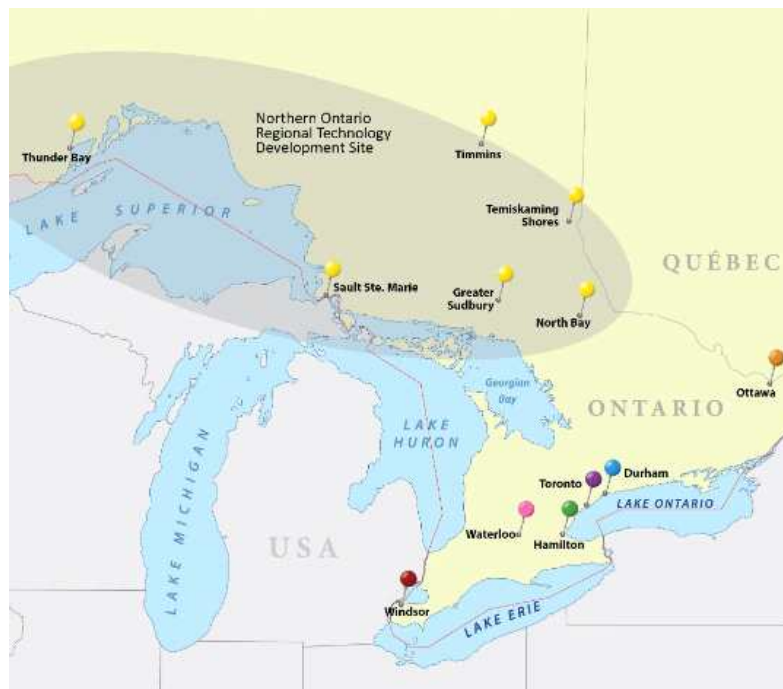 Northern Ontario
Regional Technology
Development Site
Thunder Bay
Timmins
LAKE SUPERIOR
Temiskaming
Shores
QUÉBEC
Sault Ste. Marie
Greater
Sudbury
North Bay
Ottawa
Georgian
Bay
ONTARIO
LAKE
HURON
LAKE MICHIGAN
Durham
Toronto
LAKE ONTARIO
Waterloo
Hamilton
USA
Windsor
LAKE ERIE